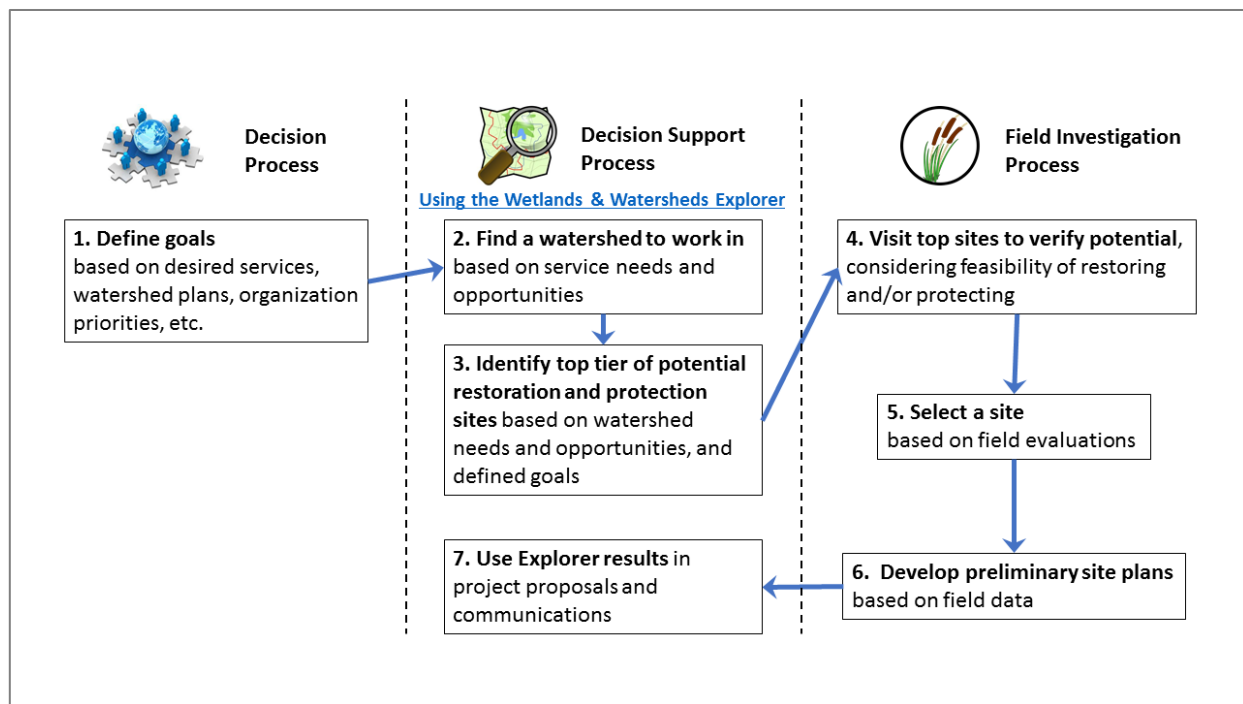 Decision
Process
Decision Support
Process
Using the Wetlands & Watersheds Explorer
Field Investigation
Process
1. Define goals
based on desired services,
watershed plans, organization
priorities, etc.
2. Find a watershed to work in
based on service needs and
opportunities
3. Identify top tier of potential
restoration and protection
sites based on watershed
needs and opportunities, and
defined goals
4. Visit top sites to verify potential,
considering feasibility of restoring
and/or protecting
5. Select a site
based on field evaluations
6. Develop preliminary site plans
based on field data
7. Use Explorer results in
project proposals and
communications